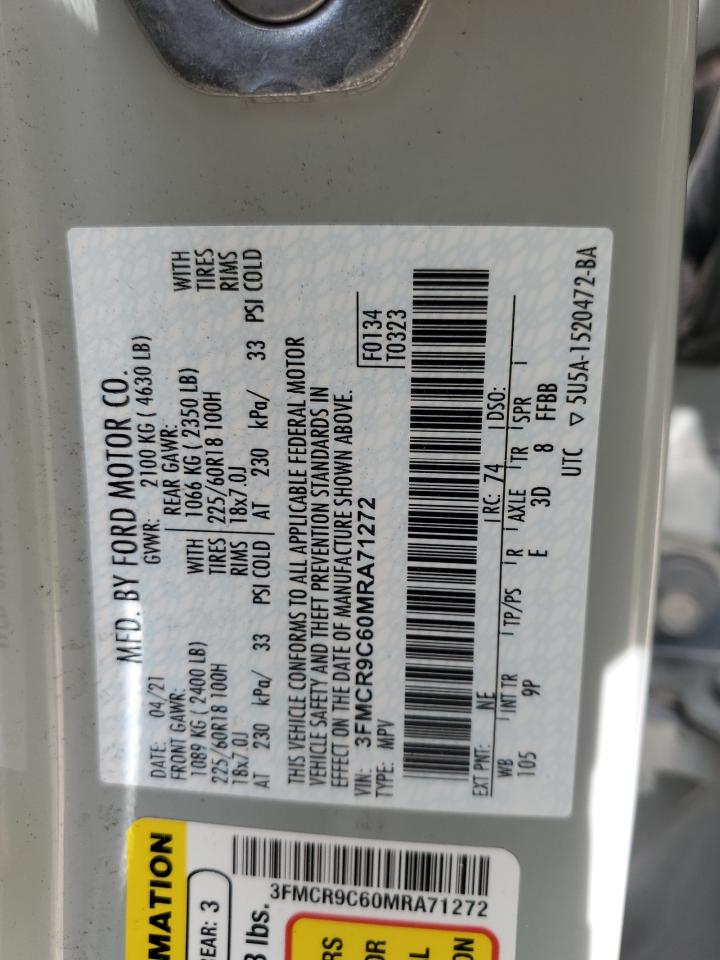 MFD. BY FORD MOTOR CO.
DATE: 04/21 GVWR: 2100 KG ( 4630 LB)
FRONT GAWR: REAR GAWR:
1089 KG ( 2400 LB) WITH 1066 KG ( 2350 LB) WITH
225/60R18 100H TIRES 225/60R18 100H TIRES
18x7.0J RIMS 18x7.0J RIMS
AT 230 kPa/ 33 PSI COLD AT 230 kPa/ 33 PSI COLD
THIS VEHICLE CONFORMS TO ALL APPLICABLE FEDERAL MOTOR
VEHICLE SAFETY AND THEFT PREVENTION STANDARDS IN
EFFECT ON THE DATE OF MANUFACTURE SHOWN ABOVE.
VIN: 3FMCR9C60MRA71272 F0134
TYPE: MPV T0323
EXT PNT: NE RC: 74 DSO:
WB INT TR TP/PS R AXLE TR SPR
105 9P E 3D 8 FFBB
UTC ▽ 5U5A-1520472-BA
MATION
EAR: 3
3FMCR9C60MRA71272
lbs.